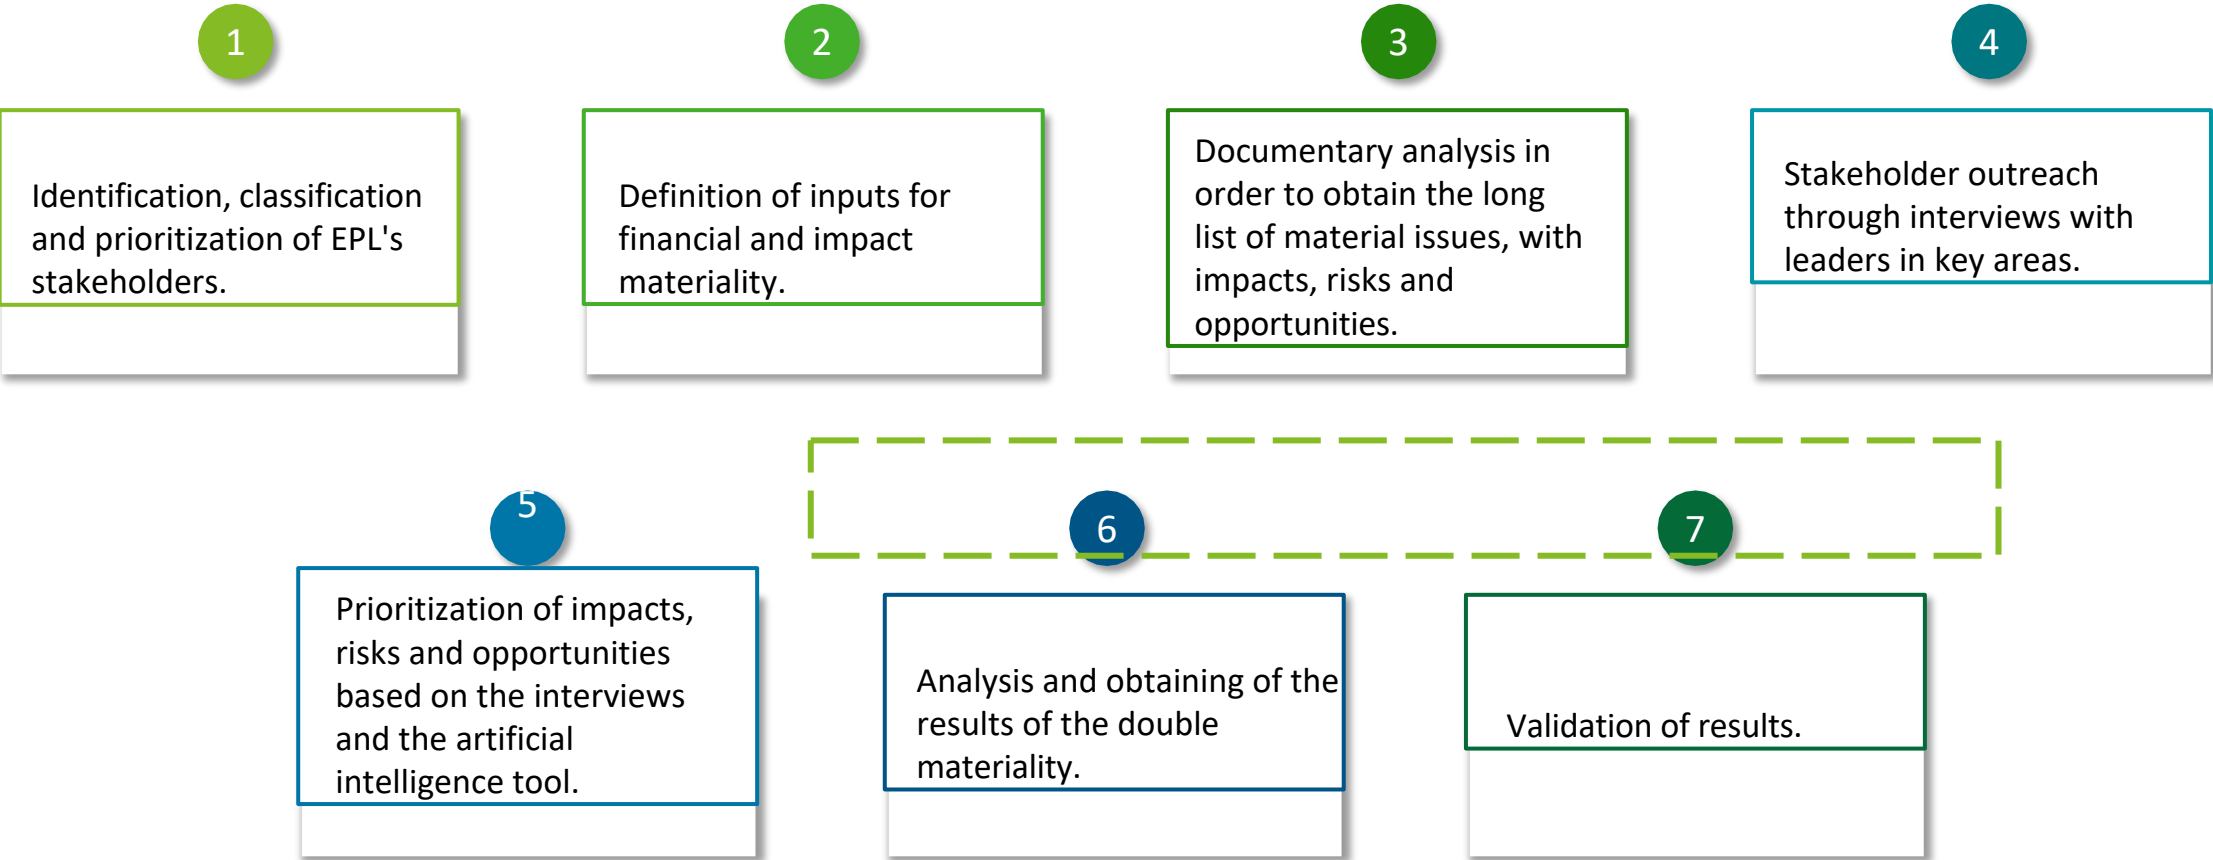 1
Identification, classification
and prioritization of EPL's
stakeholders.
2
Definition of inputs for
financial and impact
materiality.
3
Documentary analysis in
order to obtain the long
list of material issues, with
impacts, risks and
opportunities.
4
Stakeholder outreach
through interviews with
leaders in key areas.
5
Prioritization of impacts,
risks and opportunities
based on the interviews
and the artificial
intelligence tool.
6
Analysis and obtaining of the
results of the double
materiality.
7
Validation of results.